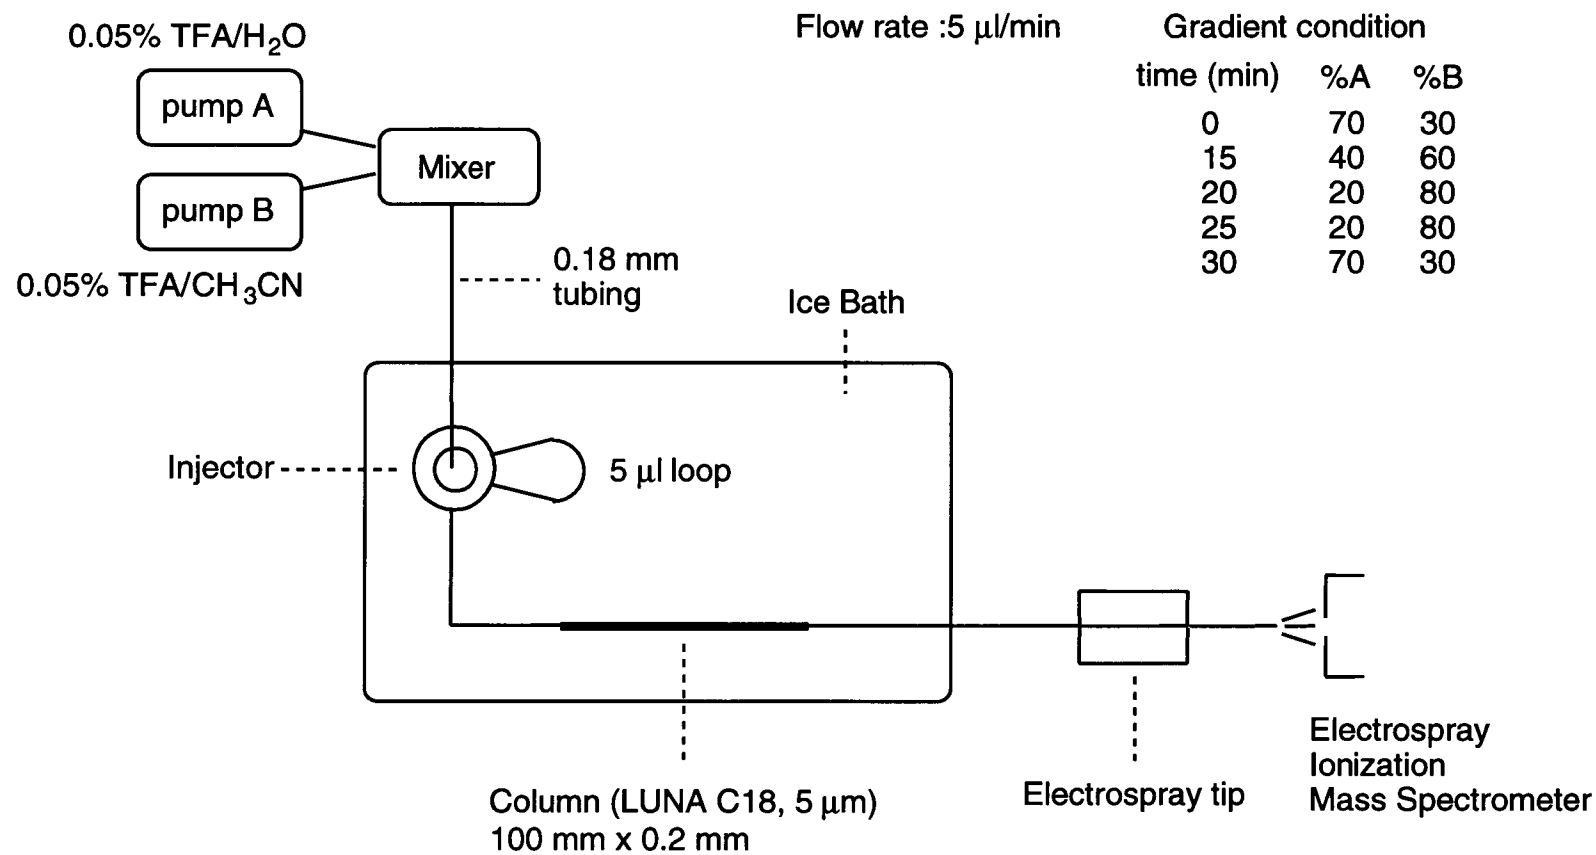 0.05% TFA/H₂O
pump A
pump B
0.05% TFA/CH₃CN
Mixer
0.18 mm
tubing
Flow rate :5 μl/min
Gradient condition
time (min) %A %B
0 70 30
15 40 60
20 20 80
25 20 80
30 70 30
Ice Bath
Injector
5 μl loop
Column (LUNA C18, 5 μm)
100 mm x 0.2 mm
Electrospray tip
Electrospray
Ionization
Mass Spectrometer